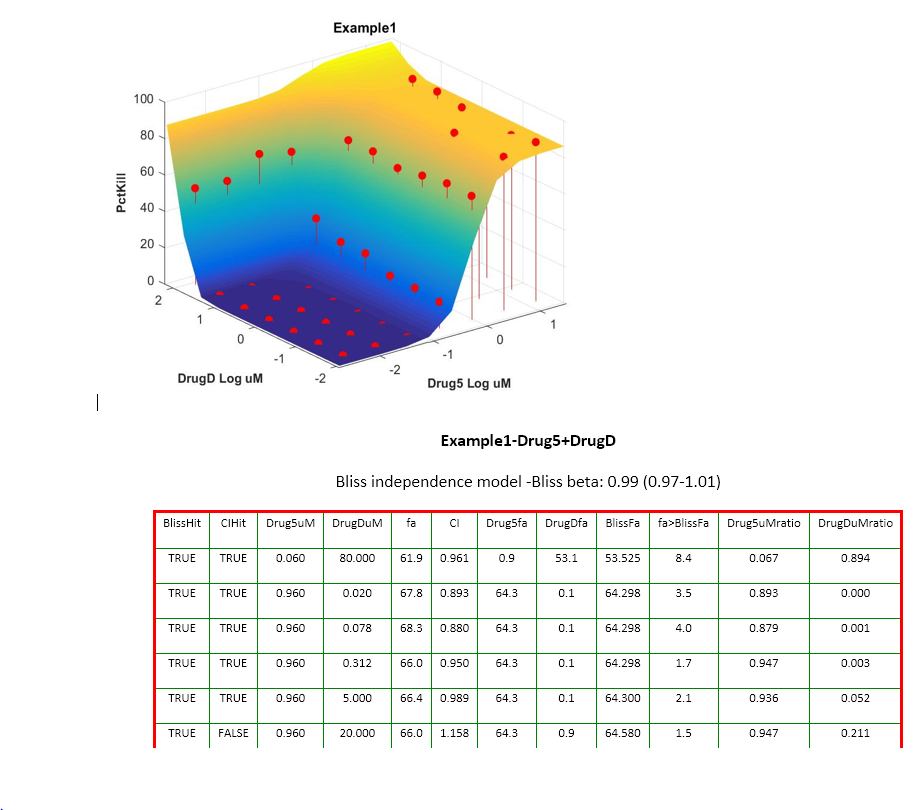 Example1
100
80
60
40
20
0
PctKill
2
1
0
-1
-2
DrugD Log uM
-2
-1
0
1
Drug5 Log uM
Example1-Drug5+DrugD
Bliss independence model -Bliss beta: 0.99 (0.97-1.01)
BlissHit CIHit Drug5uM DrugDuM fa CI Drug5fa DrugDfa BlissFa fa>BlissFa Drug5uMratio DrugDuMratio
TRUE TRUE 0.060 80.000 61.9 0.961 0.9 53.1 53.525 8.4 0.067 0.894
TRUE TRUE 0.960 0.020 67.8 0.893 64.3 0.1 64.298 3.5 0.893 0.000
TRUE TRUE 0.960 0.078 68.3 0.880 64.3 0.1 64.298 4.0 0.879 0.001
TRUE TRUE 0.960 0.312 66.0 0.950 64.3 0.1 64.298 1.7 0.947 0.003
TRUE TRUE 0.960 5.000 66.4 0.989 64.3 0.1 64.300 2.1 0.936 0.052
TRUE FALSE 0.960 20.000 66.0 1.158 64.3 0.9 64.580 1.5 0.947 0.211